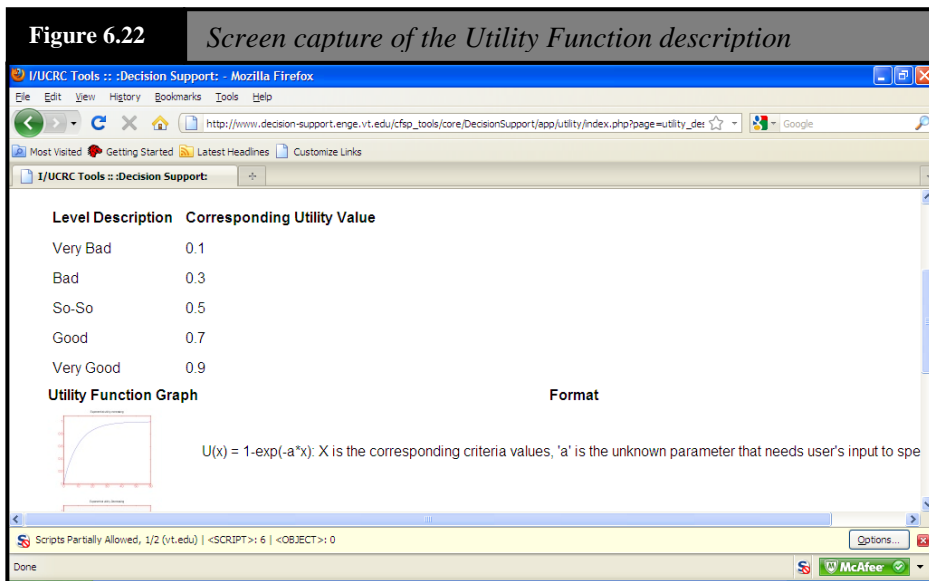 Figure 6.22 Screen capture of the Utility Function description
I/UCRC Tools :: :Decision Support: - Mozilla Firefox
File Edit View History Bookmarks Tools Help
http://www.decision-support.enge.vt.edu/cfsp_tools/core/DecisionSupport/app/utility/index.php?page=utility_de Google
Most Visited Getting Started Latest Headlines Customize Links
I/UCRC Tools :: :Decision Support:
Level Description Corresponding Utility Value
Very Bad 0.1
Bad 0.3
So-So 0.5
Good 0.7
Very Good 0.9
Utility Function Graph Format
U(x) = 1-exp(-a*x): X is the corresponding criteria values, 'a' is the unknown parameter that needs user's input to spe
Scripts Partially Allowed, 1/2 (vt.edu) | <SCRIPT>: 6 | <OBJECT>: 0 Options...
Done McAfee